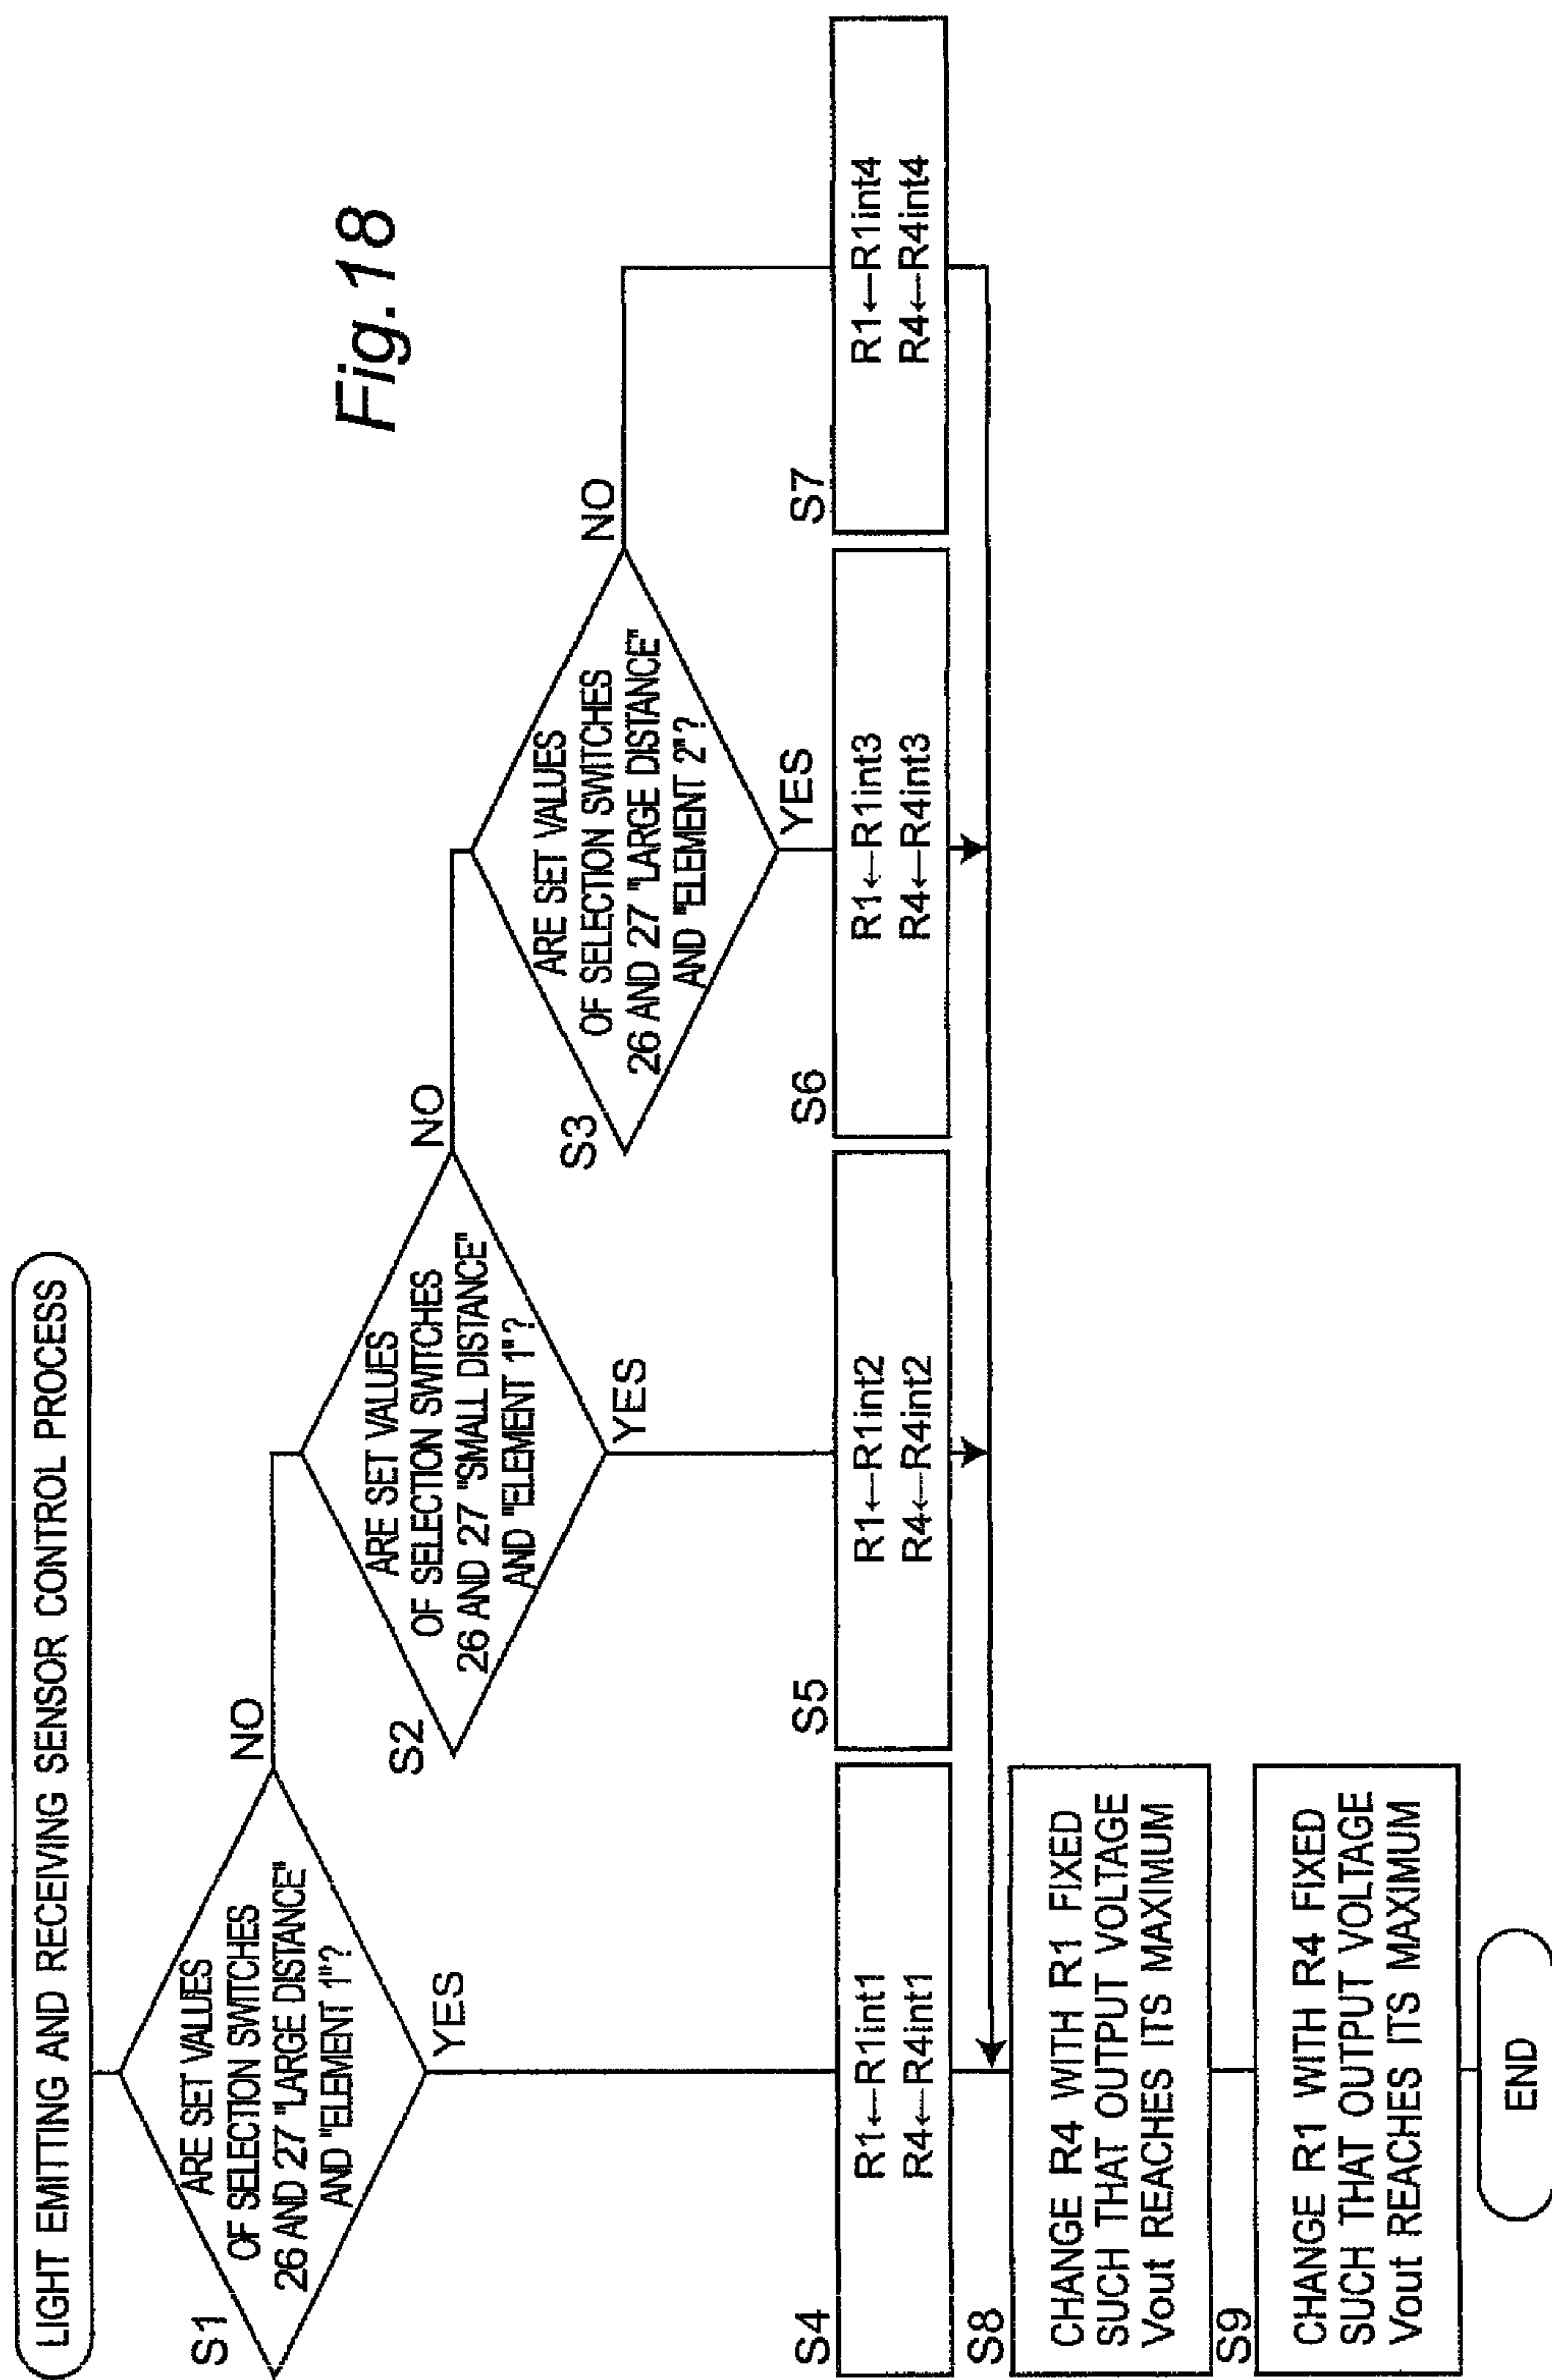 Fig.18
LIGHT EMITTING AND RECEIVING SENSOR CONTROL PROCESS
S1
ARE SET VALUES
OF SELECTION SWITCHES
26 AND 27 "LARGE DISTANCE"
AND "ELEMENT 1"?
NO
YES
S2
ARE SET VALUES
OF SELECTION SWITCHES
26 AND 27 "SMALL DISTANCE"
AND "ELEMENT 1"?
NO
YES
S3
ARE SET VALUES
OF SELECTION SWITCHES
26 AND 27 "LARGE DISTANCE"
AND "ELEMENT 2"?
NO
YES
S4
R1←R1int1
R4←R4int1
S5
R1←R1int2
R4←R4int2
S6
R1←R1int3
R4←R4int3
S7
R1←R1int4
R4←R4int4
S8
CHANGE R4 WITH R1 FIXED
SUCH THAT OUTPUT VOLTAGE
Vout REACHES ITS MAXIMUM
S9
CHANGE R1 WITH R4 FIXED
SUCH THAT OUTPUT VOLTAGE
Vout REACHES ITS MAXIMUM
END